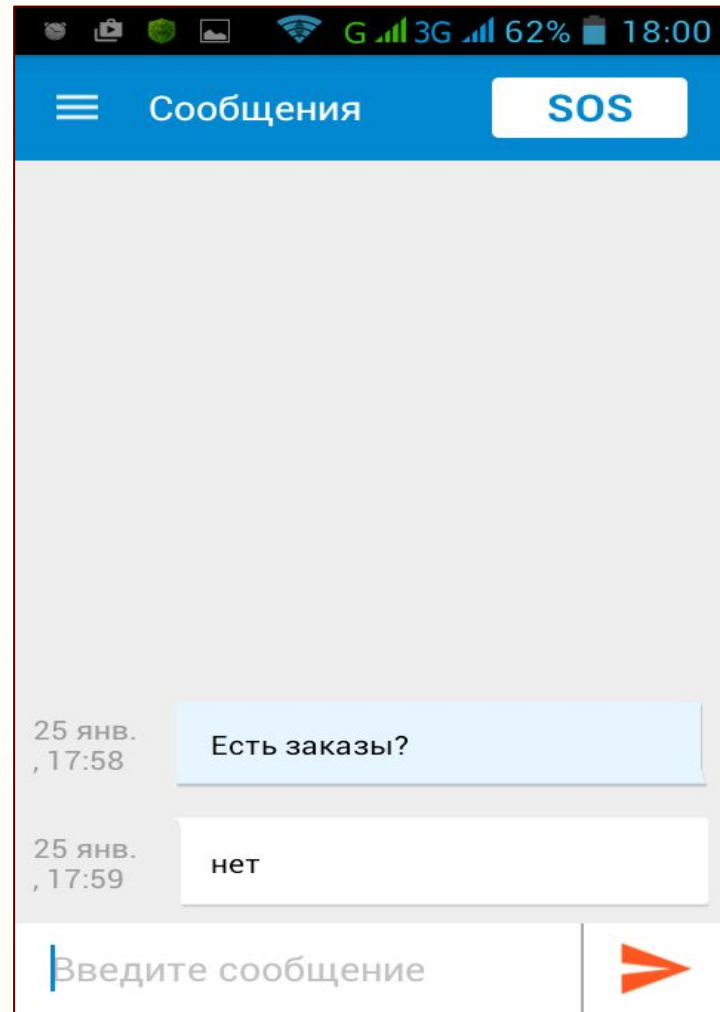 G 3G 62% 18:00
Сообщения SOS
25 янв.
, 17:58
Есть заказы?
25 янв.
, 17:59
нет
Введите сообщение